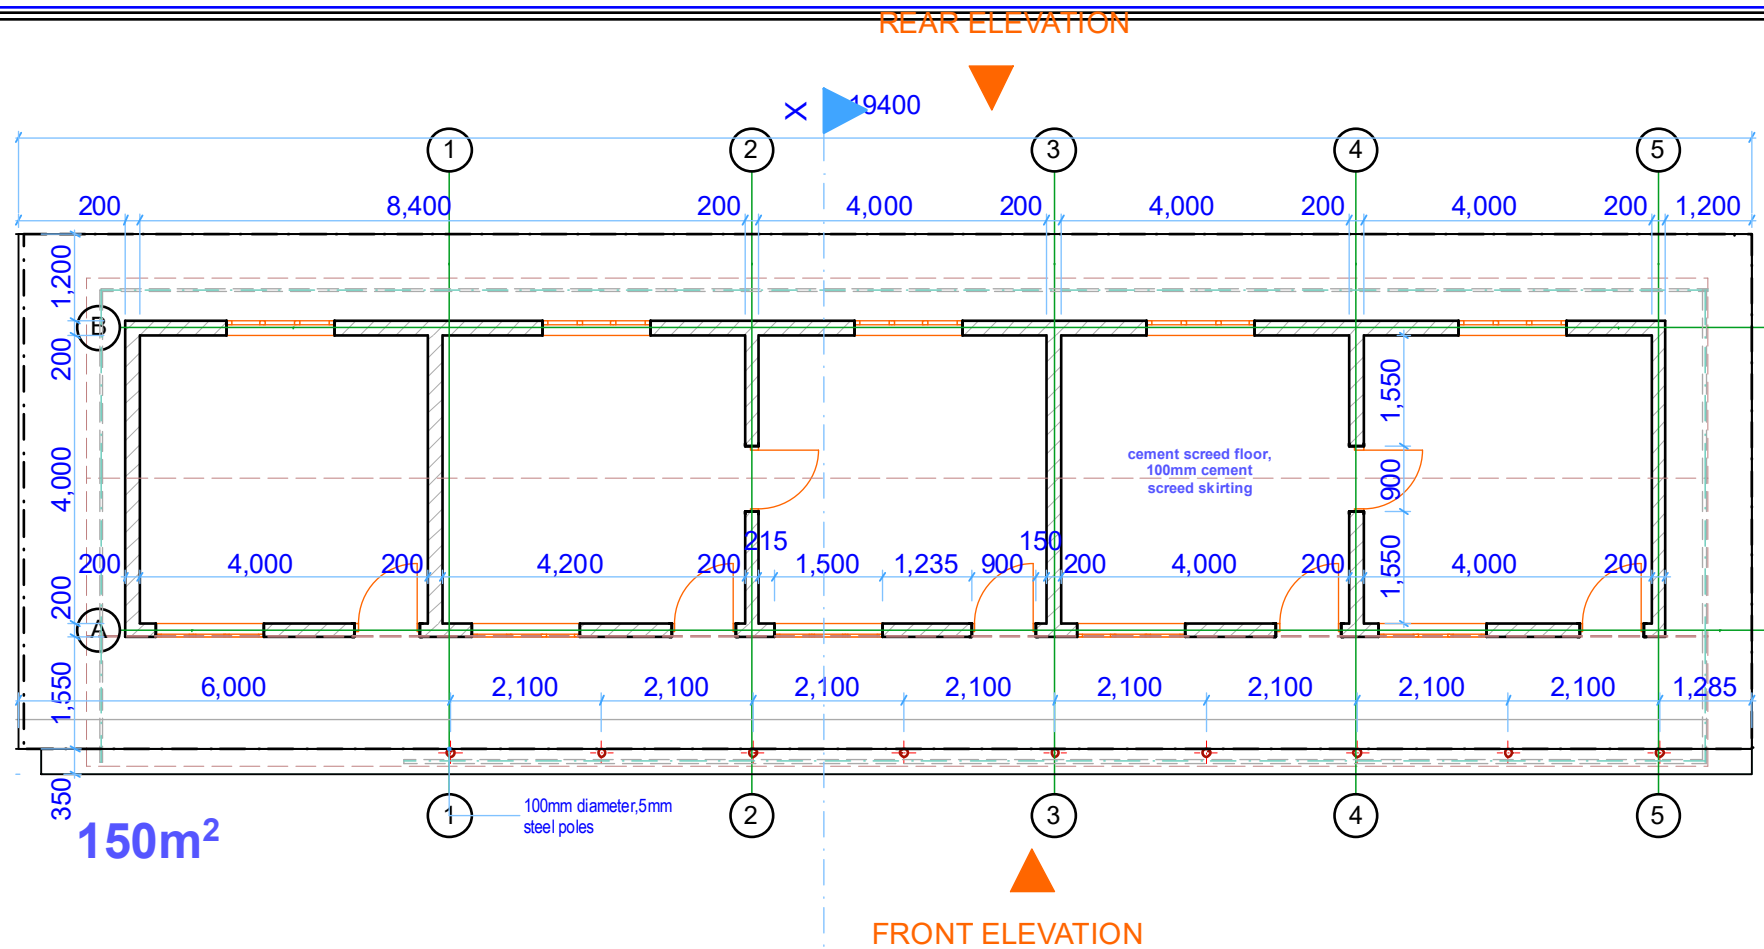 REAR ELEVATION
X
19400
1 2 3 4 5
200 8,400 200 4,000 200 4,000 200 4,000 200 1,200
1,200
B
200
1,550
cement screed floor,
100mm cement
screed skirting
4,000
900
215 150
200 4,000 200 4,200 200 1,500 1,235 900 200 4,000 200 4,000 200
1,550
200
A
6,000 2,100 2,100 2,100 2,100 2,100 2,100 2,100 2,100 1,285
1,550
350
100mm diameter,5mm
steel poles
1 2 3 4 5
150m²
FRONT ELEVATION